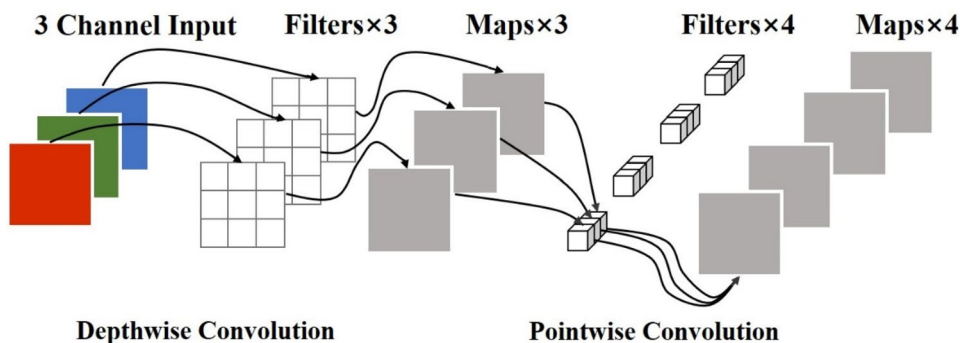 3 Channel Input Filters×3 Maps×3 Filters×4 Maps×4
Depthwise Convolution Pointwise Convolution